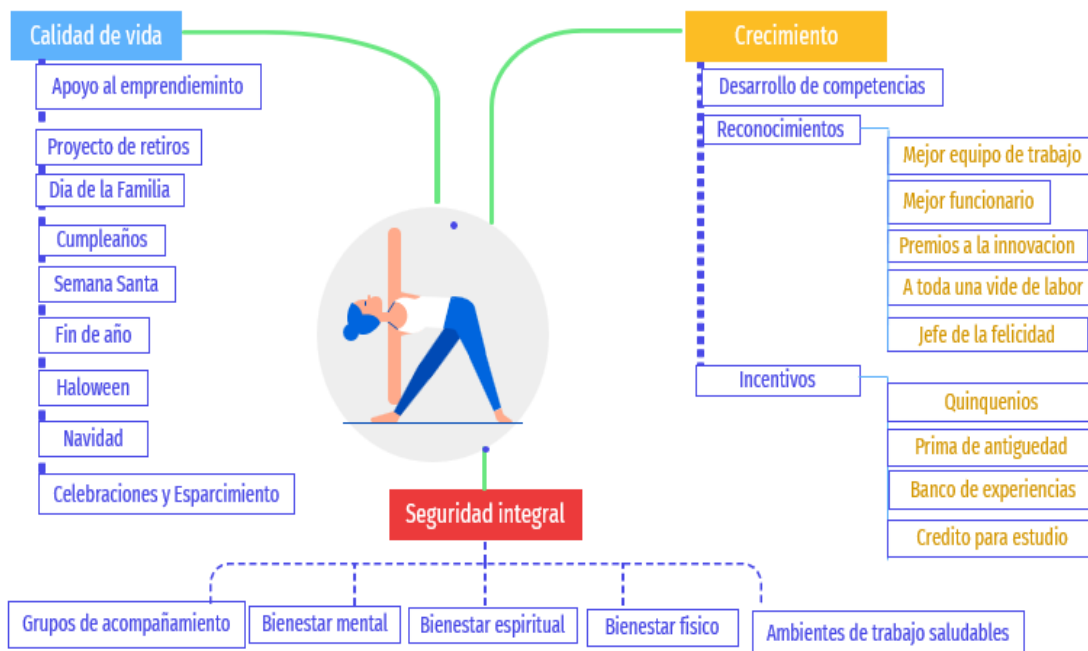 Calidad de vida
Apoyo al emprendieminto
Proyecto de retiros
Dia de la Familia
Cumpleaños
Semana Santa
Fin de año
Haloween
Navidad
Celebraciones y Esparcimiento
Crecimiento
Desarrollo de competencias
Reconocimientos
Mejor equipo de trabajo
Mejor funcionario
Premios a la innovacion
A toda una vide de labor
Jefe de la felicidad
Incentivos
Quinquenios
Prima de antiguedad
Banco de experiencias
Credito para estudio
Seguridad integral
Grupos de acompañamiento
Bienestar mental
Bienestar espiritual
Bienestar físico
Ambientes de trabajo saludables